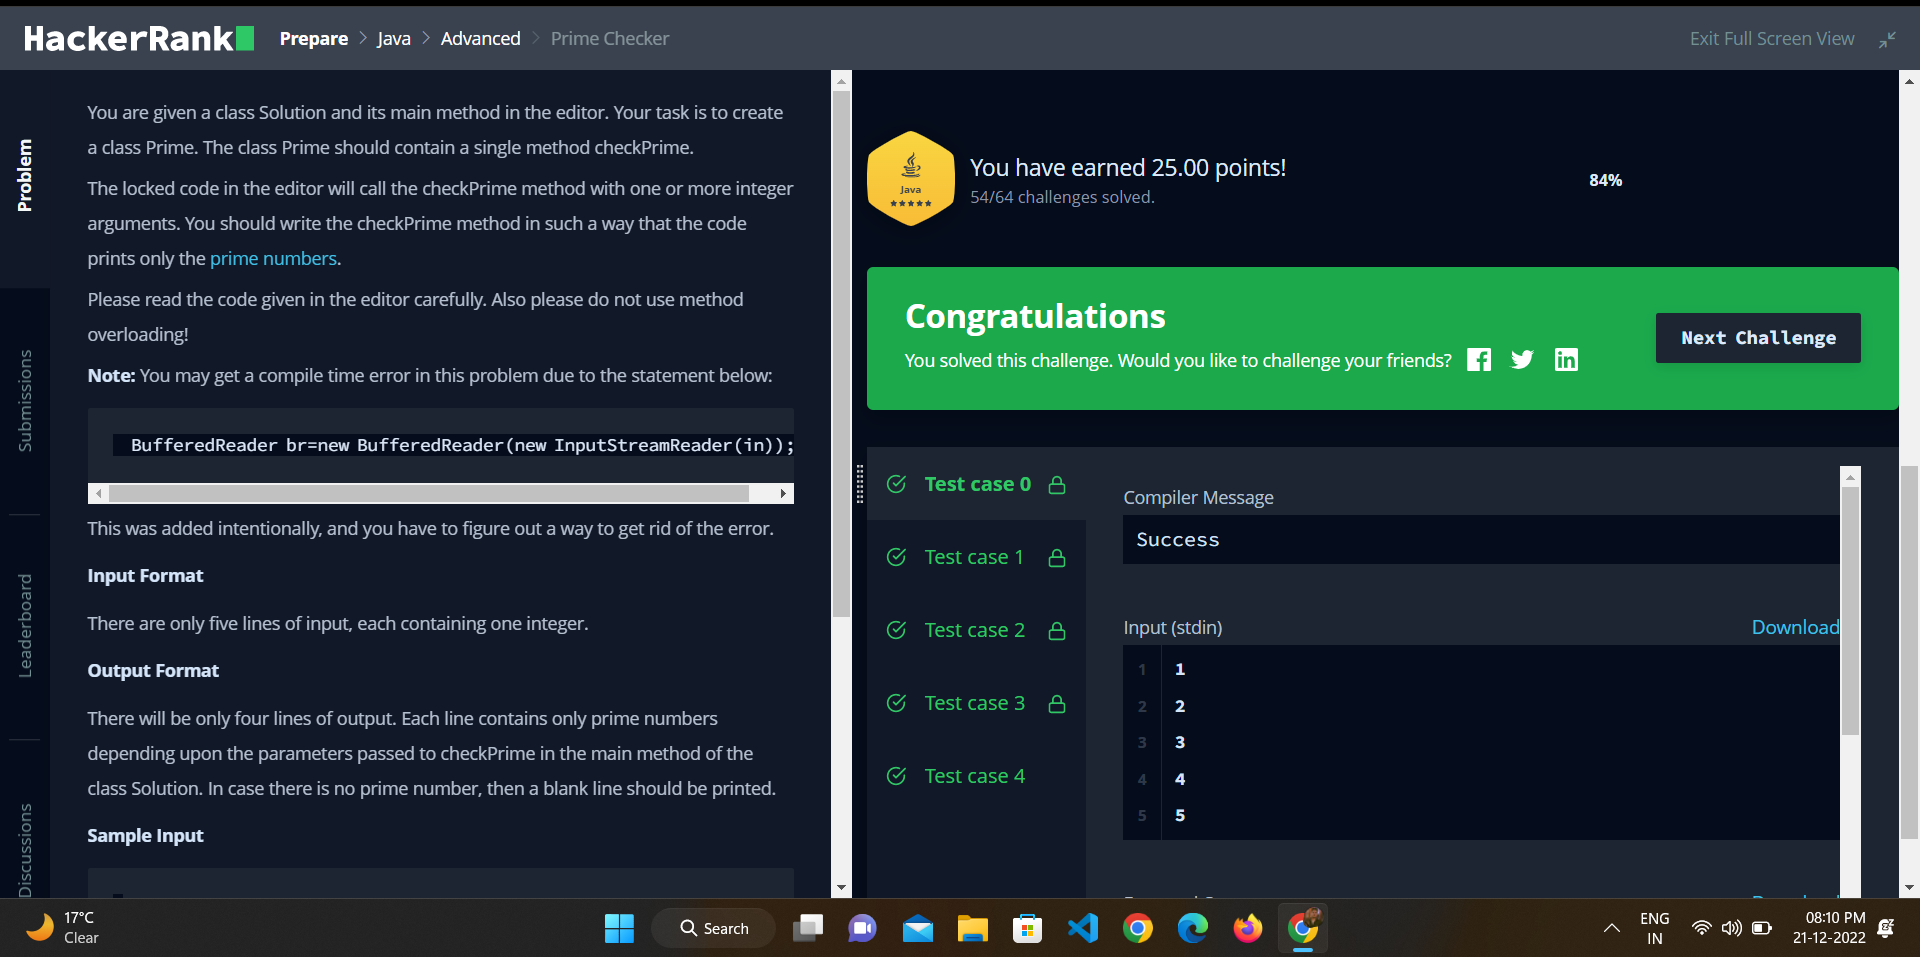 HackerRank
Prepare > Java > Advanced > Prime Checker
Exit Full Screen View
Problem
Submissions
Leaderboard
Discussions
You are given a class Solution and its main method in the editor. Your task is to create
a class Prime. The class Prime should contain a single method checkPrime.
The locked code in the editor will call the checkPrime method with one or more integer
arguments. You should write the checkPrime method in such a way that the code
prints only the prime numbers.
Please read the code given in the editor carefully. Also please do not use method
overloading!
Note: You may get a compile time error in this problem due to the statement below:
BufferedReader br=new BufferedReader(new InputStreamReader(in));
This was added intentionally, and you have to figure out a way to get rid of the error.
Input Format
There are only five lines of input, each containing one integer.
Output Format
There will be only four lines of output. Each line contains only prime numbers
depending upon the parameters passed to checkPrime in the main method of the
class Solution. In case there is no prime number, then a blank line should be printed.
Sample Input
Java
You have earned 25.00 points!
54/64 challenges solved.
84%
Congratulations
You solved this challenge. Would you like to challenge your friends?
Next Challenge
Test case 0
Test case 1
Test case 2
Test case 3
Test case 4
Compiler Message
Success
Input (stdin)
Download
1 1
2 2
3 3
4 4
5 5
17°C
Clear
Search
ENG
IN
08:10 PM
21-12-2022